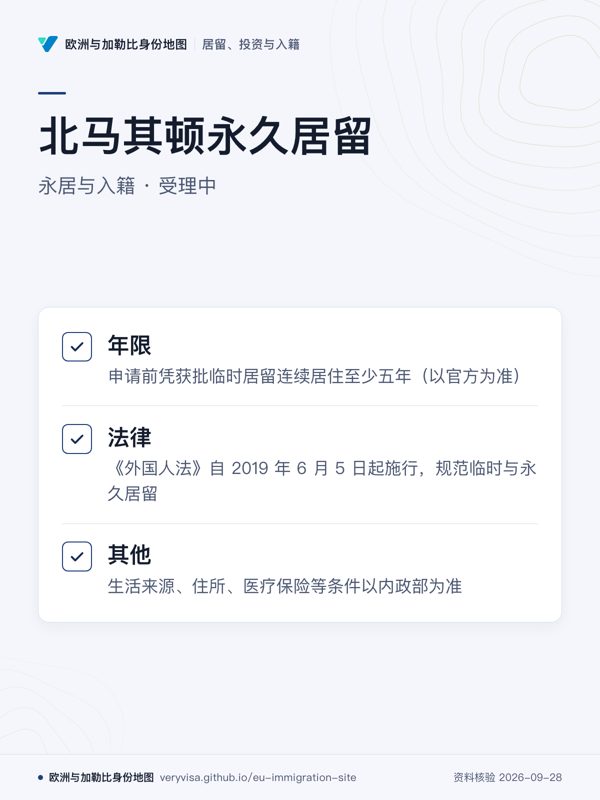 欧洲与加勒比身份地图 居留、投资与入籍
北马其顿永久居留
永居与入籍 · 受理中
年限
申请前凭获批临时居留连续居住至少五年（以官方为准）
法律
《外国人法》自 2019 年 6 月 5 日起施行，规范临时与永
久居留
其他
生活来源、住所、医疗保险等条件以内政部为准
欧洲与加勒比身份地图 veryvisa.github.io/eu-immigration-site 资料核验 2026-09-28